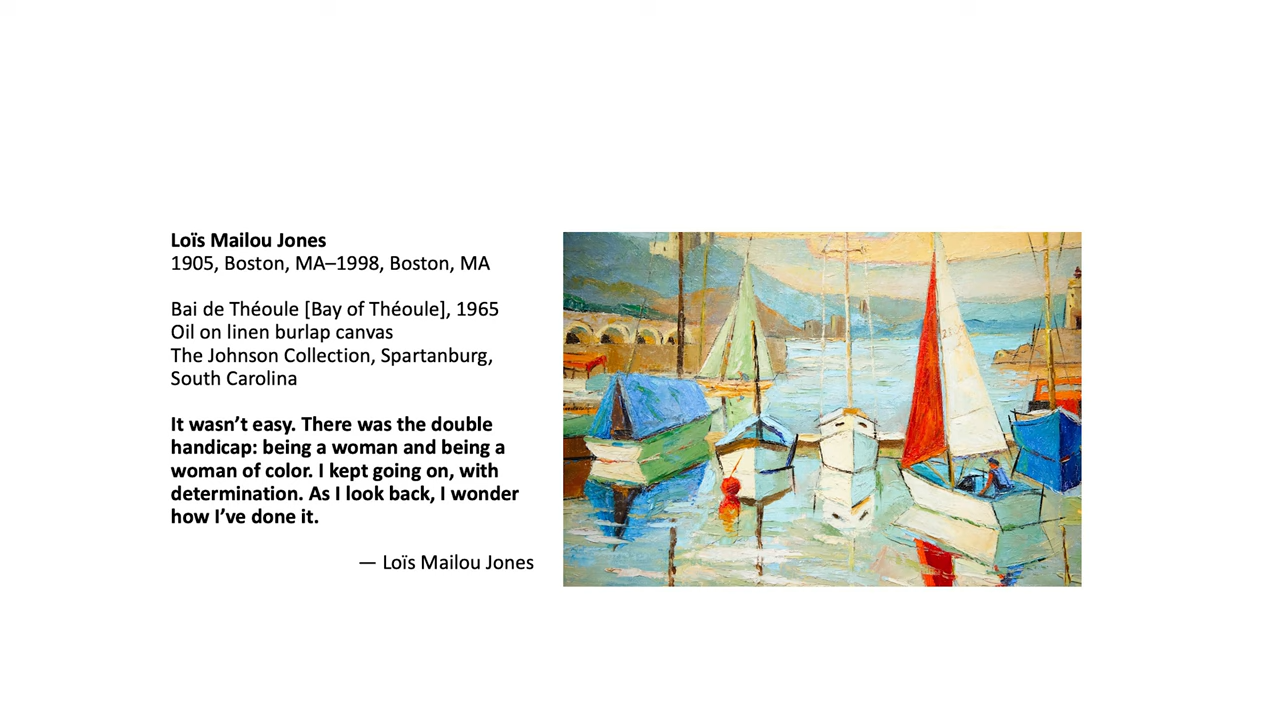 Loïs Mailou Jones
1905, Boston, MA–1998, Boston, MA
Bai de Théoule [Bay of Théoule], 1965
Oil on linen burlap canvas
The Johnson Collection, Spartanburg,
South Carolina
It wasn’t easy. There was the double
handicap: being a woman and being a
woman of color. I kept going on, with
determination. As I look back, I wonder
how I’ve done it.
— Loïs Mailou Jones